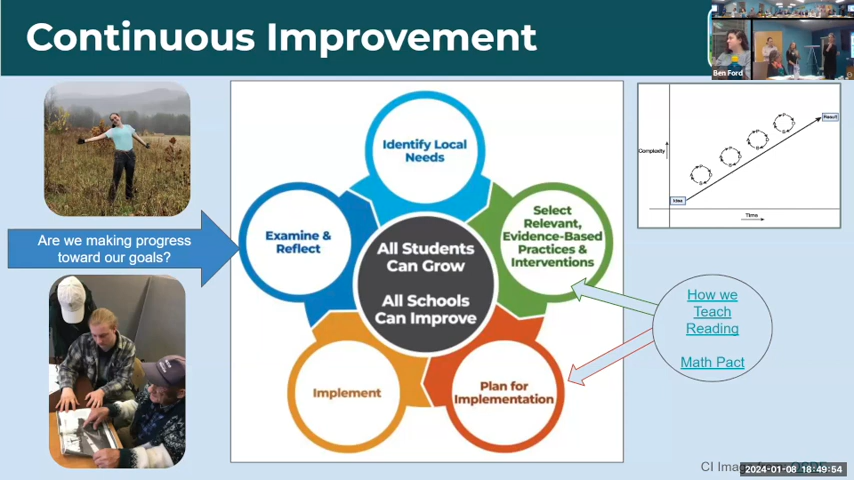 Continuous Improvement
Ben Ford
Identify Local
Needs
Select
Relevant,
Evidence-Based
Practices &
Interventions
Plan for
Implementation
Implement
Examine &
Reflect
All Students
Can Grow
All Schools
Can Improve
Are we making progress
toward our goals?
Complexity
Idea
Result
Time
How we
Teach
Reading
Math Pact
CI Image
2024-01-08 18:49:54